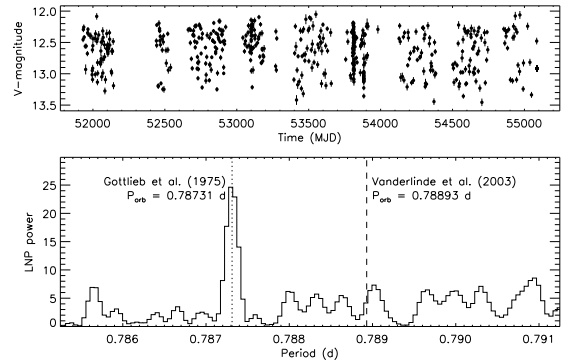 12.0
12.5
13.0
13.5
V-magnitude
52000 52500 53000 53500 54000 54500 55000
Time (MJD)
25
20
15
10
5
0
LNP power
Gottlieb et al. (1975)
Porb = 0.78731 d
Vanderlinde et al. (2003)
Porb = 0.78893 d
0.786 0.787 0.788 0.789 0.790 0.791
Period (d)